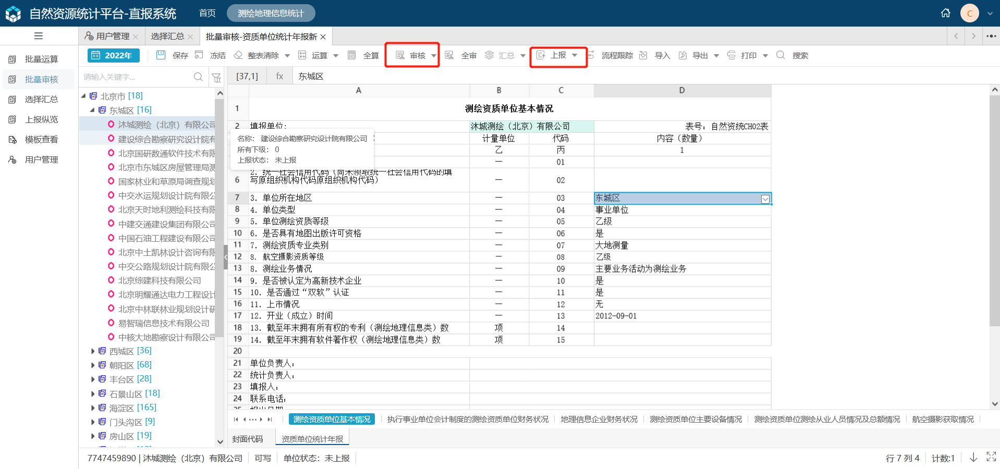 自然资源统计平台-直报系统 首页 测绘地理信息统计 C
用户管理 选择汇总 批量审核-资质单位统计年报新
2022年 保存 冻结 整表清除 运算 全算 审核 全审 汇总 上报 流程跟踪 导入 导出 打印 搜索
批量运算
批量审核
选择汇总
上报纵览
模板查看
用户管理
请输入关键字...
北京市 [18]
东城区 [16]
沐城测绘（北京）有限公司
建设综合勘察研究设计院有
北京国研数通软件技术有限
北京市东城区房屋管理局测
国家林业和草原局调查规划
中交水运规划设计院有限公
北京天时地利测绘科技有限
中建交通建设集团有限公司
中国石油工程建设有限公司
北京中土凯林设计咨询有限
中交公路规划设计院有限公
北京综建科技有限公司
北京明耀通达电力工程设计
北京中林联林业规划设计研
易智瑞信息技术有限公司
中核大地勘察设计有限公司
西城区 [36]
朝阳区 [68]
丰台区 [28]
石景山区 [18]
海淀区 [165]
门头沟区 [9]
房山区 [19]
[37,1] fx 东城区
A B C D
1 测绘资质单位基本情况
2 填报单位: 沐城测绘（北京）有限公司 表号：自然资统CH02表
计量单位 代码 内容（数量）
乙 丙 1
— 01
名称： 建设综合勘察研究设计院有限公司
所有下级： 0
上报状态： 未上报
2. 统一社会信用代码（尚未领取统一社会信用代码的填
6 写原组织机构代码原组织机构代码） — 02
7 3. 单位所在地区 — 03 东城区
8 4. 单位类型 — 04 事业单位
9 5. 单位测绘资质等级 — 05 乙级
10 6. 是否具有地图出版许可资格 — 06 是
11 7. 测绘资质专业类别 — 07 大地测量
12 8. 航空摄影资质等级 — 08 乙级
13 8. 测绘业务情况 — 09 主要业务活动为测绘业务
14 9. 是否被认定为高新技术企业 — 10 是
15 10. 是否通过“双软”认证 — 11 是
16 11. 上市情况 — 12 无
17 12. 开业（成立）时间 — 13 2012-09-01
18 13. 截至年末拥有所有权的专利（测绘地理信息类）数 项 14
19 14. 截至年末拥有软件著作权（测绘地理信息类）数 项 15
20
21 单位负责人：
22 统计负责人：
23 填报人：
24 联系电话：
测绘资质单位基本情况 执行事业单位会计制度的测绘资质单位财务状况 地理信息企业财务状况 测绘资质单位主要设备情况 测绘资质单位测绘从业人员情况及总额情况 航空摄影获取情况
封面代码 资质单位统计年报
7747459890 | 沐城测绘（北京）有限公司 可写 单位状态：未上报 行 7 列 4 计数:1